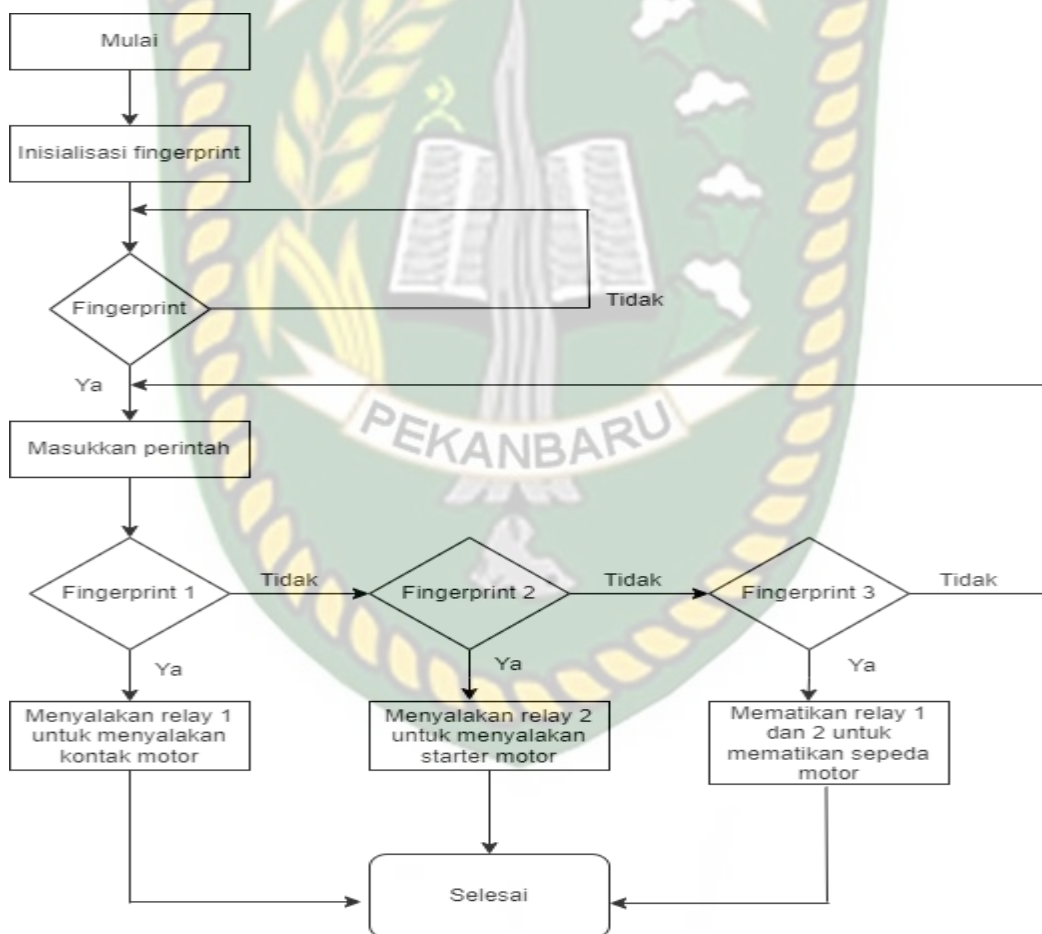 Mulai
Inisialisasi fingerprint
Fingerprint
Tidak
Ya
Masukkan perintah
PEKANBARU
Fingerprint 1
Tidak
Fingerprint 2
Tidak
Fingerprint 3
Tidak
Ya
Ya
Ya
Menyalakan relay 1
untuk menyalakan
kontak motor
Menyalakan relay 2
untuk menyalakan
starter motor
Mematikan relay 1
dan 2 untuk
mematikan sepeda
motor
Selesai